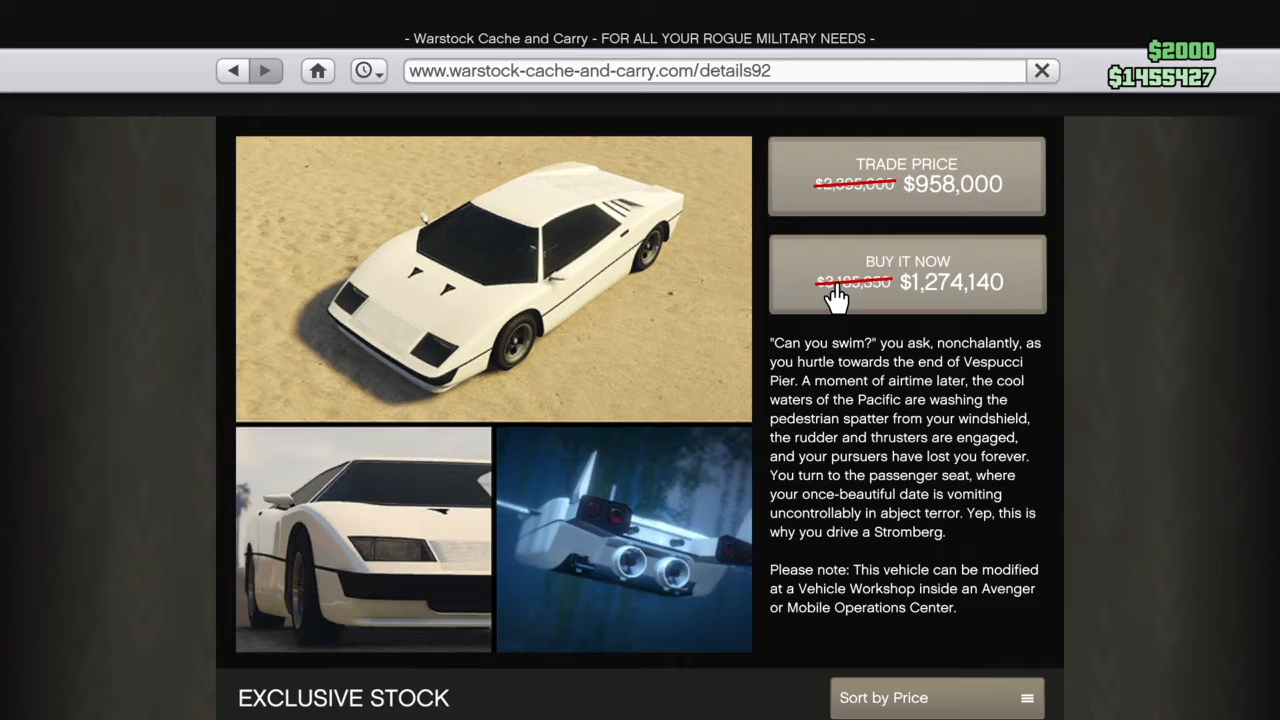 - Warstock Cache and Carry - FOR ALL YOUR ROGUE MILITARY NEEDS -
$2000
www.warstock-cache-and-carry.com/details92
$1455427
TRADE PRICE
$2,395,000 $958,000
BUY IT NOW
$3,185,350 $1,274,140
"Can you swim?" you ask, nonchalantly, as
you hurtle towards the end of Vespucci
Pier. A moment of airtime later, the cool
waters of the Pacific are washing the
pedestrian spatter from your windshield,
the rudder and thrusters are engaged,
and your pursuers have lost you forever.
You turn to the passenger seat, where
your once-beautiful date is vomiting
uncontrollably in abject terror. Yep, this is
why you drive a Stromberg.
Please note: This vehicle can be modified
at a Vehicle Workshop inside an Avenger
or Mobile Operations Center.
EXCLUSIVE STOCK
Sort by Price